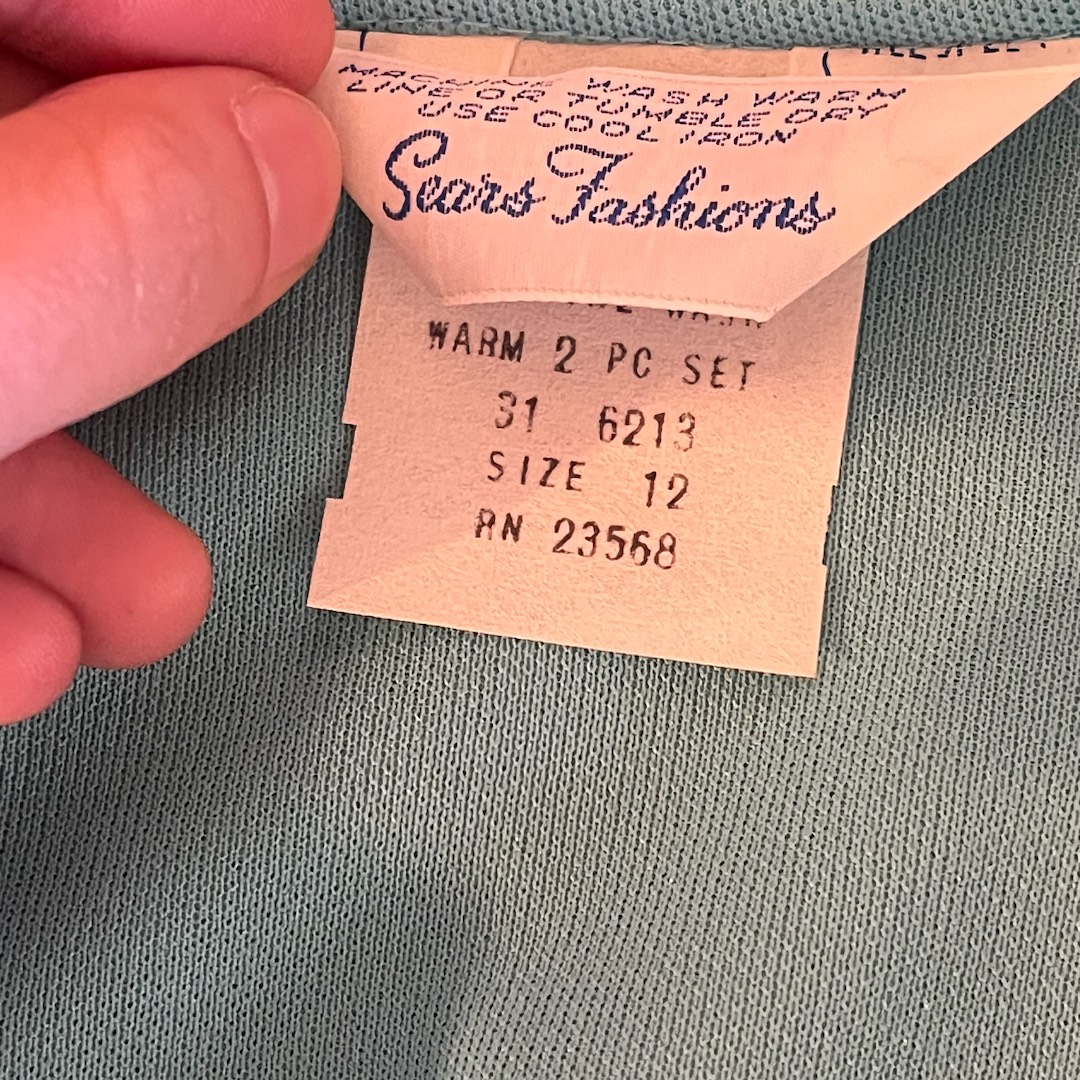 MACHINE WASH WARM
LINE OR TUMBLE DRY
USE COOL IRON
Sears Fashions
WASH
WARM 2 PC SET
31 6213
SIZE 12
RN 23568